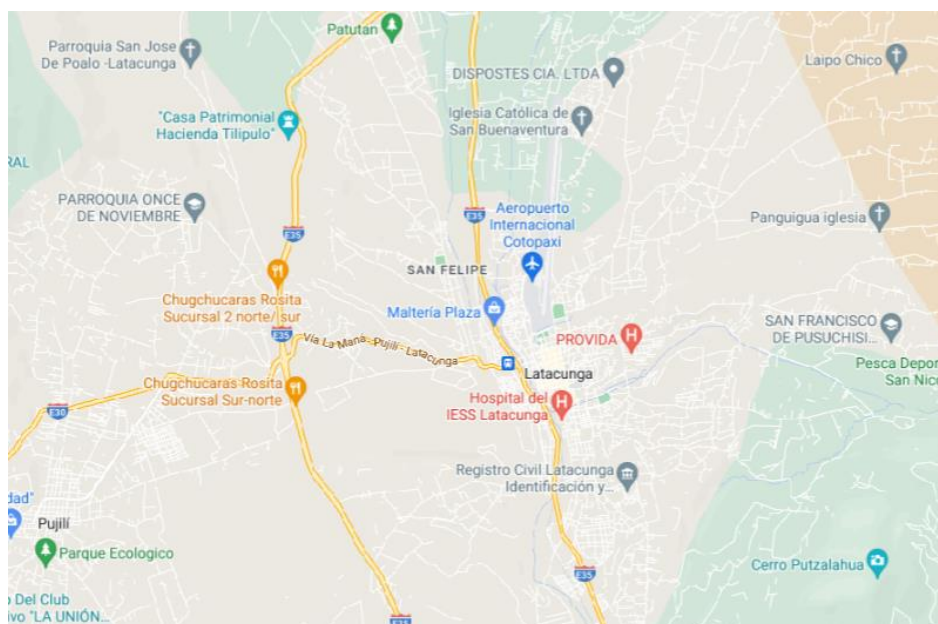 Patutan
Parroquia San Jose
De Poalo -Latacunga
DISPOSTES CIA. LTDA
Laipo Chico
"Casa Patrimonial
Hacienda Tilipulo"
Iglesia Católica de
San Buenaventura
RAL
PARROQUIA ONCE
DE NOVIEMBRE
Aeropuerto
Internacional
Cotopaxi
Panguigua iglesia
E35
E35
SAN FELIPE
Chugchucaras Rosita
Sucursal 2 norte/ sur
Maltería Plaza
E35
Vía La Maná - Pujilí - Latacunga
PROVIDA
SAN FRANCISCO
DE PUSUCHISI...
Latacunga
Pesca Depor
San Nico
Chugchucaras Rosita
Sucursal Sur-norte
E30
Hospital del
IESS Latacunga
Registro Civil Latacunga
Identificación y...
dad"
Pujilí
Parque Ecologico
E35
Cerro Putzalahua
o Del Club
ivo "LA UNIÓN...
E35